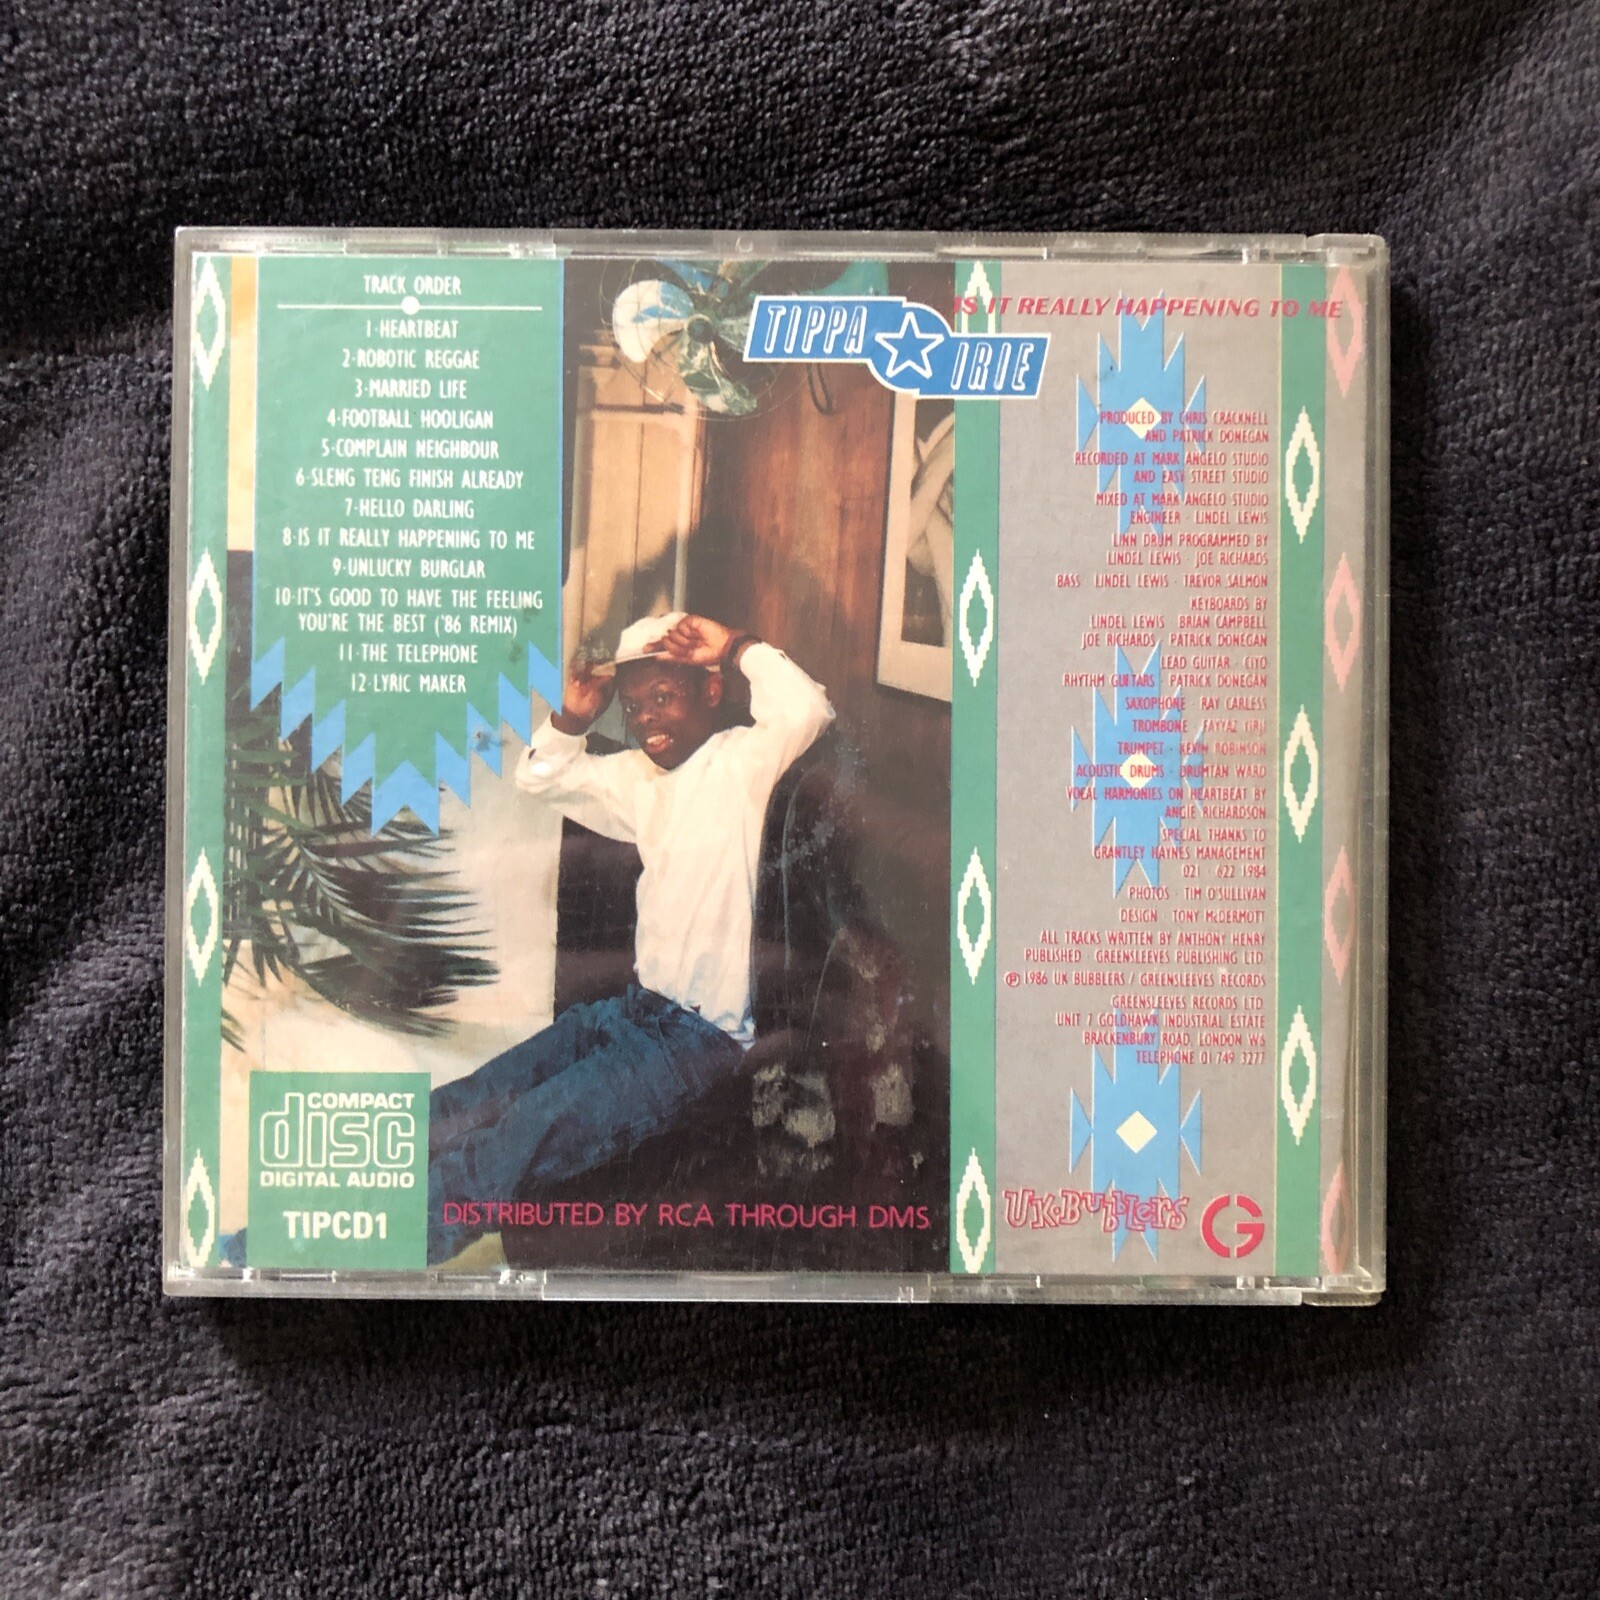 TRACK ORDER
1·HEARTBEAT
2·ROBOTIC REGGAE
3·MARRIED LIFE
4·FOOTBALL HOOLIGAN
5·COMPLAIN NEIGHBOUR
6·SLENG TENG FINISH ALREADY
7·HELLO DARLING
8·IS IT REALLY HAPPENING TO ME
9·UNLUCKY BURGLAR
10·IT'S GOOD TO HAVE THE FEELING
YOU'RE THE BEST ('86 REMIX)
11·THE TELEPHONE
12·LYRIC MAKER
COMPACT
disc
DIGITAL AUDIO
TIPCD1
TIPPA
IRIE
DISTRIBUTED BY RCA THROUGH DMS
IS IT REALLY HAPPENING TO ME
PRODUCED BY CHRIS CRACKNELL
AND PATRICK DONEGAN
RECORDED AT MARK ANGELO STUDIO
AND EASY STREET STUDIO
MIXED AT MARK ANGELO STUDIO
ENGINEER · LINDEL LEWIS
LINN DRUM PROGRAMMED BY
LINDEL LEWIS · JOE RICHARDS
BASS · LINDEL LEWIS · TREVOR SALMON
KEYBOARDS BY
LINDEL LEWIS · BRIAN CAMPBELL
JOE RICHARDS · PATRICK DONEGAN
LEAD GUITAR · CIYO
RHYTHM GUITARS · PATRICK DONEGAN
SAXOPHONE · RAY CARLESS
TROMBONE · FAYYAZ
TRUMPET · KEVIN ROBINSON
ACOUSTIC DRUMS · DRUMTAN WARD
VOCAL HARMONIES ON HEARTBEAT BY
ANGIE RICHARDSON
SPECIAL THANKS TO
GRANTLEY HAYNES MANAGEMENT
021 · 622 1984
PHOTOS · TIM O'SULLIVAN
DESIGN · TONY McDERMOTT
ALL TRACKS WRITTEN BY ANTHONY HENRY
PUBLISHED · GREENSLEEVES PUBLISHING LTD.
℗ 1986 UK BUBBLERS / GREENSLEEVES RECORDS
GREENSLEEVES RECORDS LTD.
UNIT 7 GOLDHAWK INDUSTRIAL ESTATE
BRACKENBURY ROAD, LONDON W6
TELEPHONE 01 749 3277
UK·BUBBLERS
G